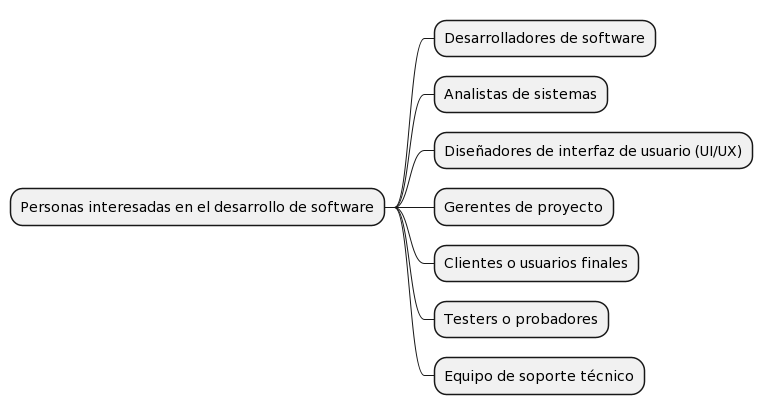 Desarrolladores de software
Analistas de sistemas
Diseñadores de interfaz de usuario (UI/UX)
Personas interesadas en el desarrollo de software
Gerentes de proyecto
Clientes o usuarios finales
Testers o probadores
Equipo de soporte técnico